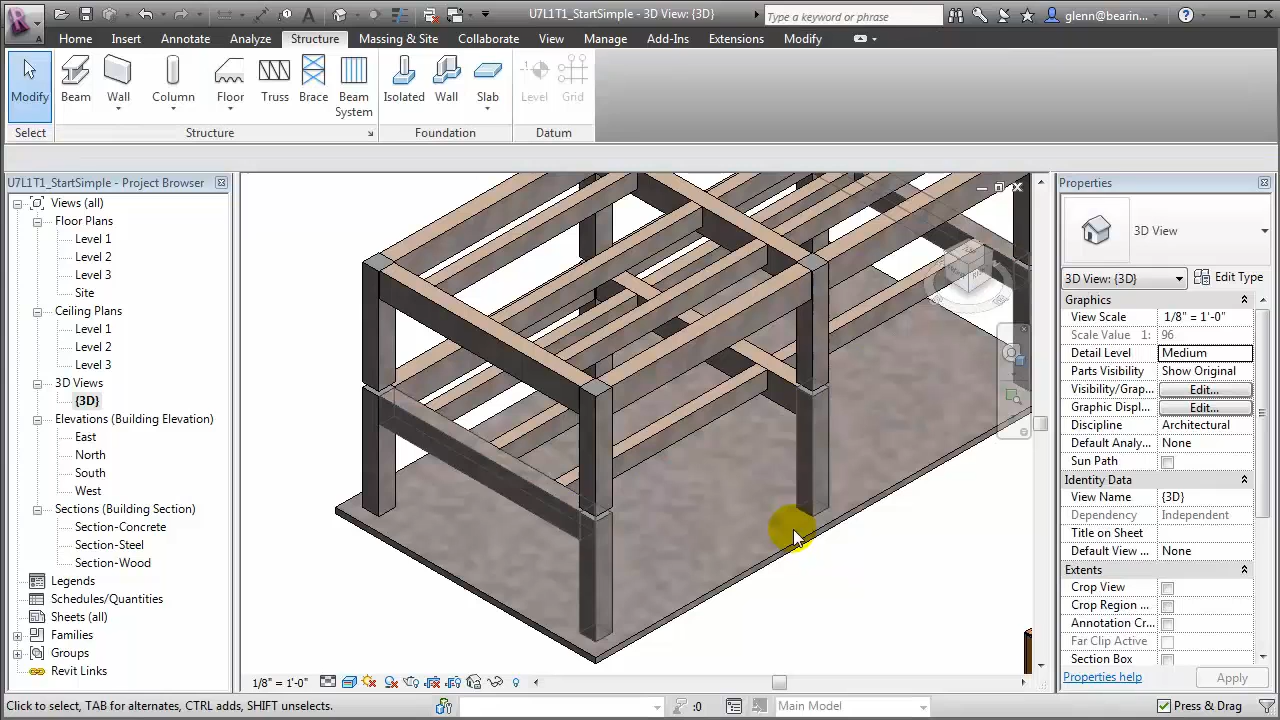 U7L1T1_StartSimple - 3D View: {3D}
Type a keyword or phrase
glenn@bearin...
Home Insert Annotate Analyze Structure Massing & Site Collaborate View Manage Add-Ins Extensions Modify
Modify Beam Wall Column Floor Truss Brace Beam System Isolated Wall Slab Level Grid
Select Structure Foundation Datum
U7L1T1_StartSimple - Project Browser
Views (all)
Floor Plans
Level 1
Level 2
Level 3
Site
Ceiling Plans
Level 1
Level 2
Level 3
3D Views
{3D}
Elevations (Building Elevation)
East
North
South
West
Sections (Building Section)
Section-Concrete
Section-Steel
Section-Wood
Legends
Schedules/Quantities
Sheets (all)
Families
Groups
Revit Links
1/8" = 1'-0"
Properties
3D View
3D View: {3D} Edit Type
Graphics
View Scale 1/8" = 1'-0"
Scale Value 1: 96
Detail Level Medium
Parts Visibility Show Original
Visibility/Grap... Edit...
Graphic Displ... Edit...
Discipline Architectural
Default Analy... None
Sun Path
Identity Data
View Name {3D}
Dependency Independent
Title on Sheet
Default View ... None
Extents
Crop View
Crop Region ...
Annotation Cr...
Far Clip Active
Section Box
Properties help Apply
Click to select, TAB for alternates, CTRL adds, SHIFT unselects.
:0
Main Model
Press & Drag